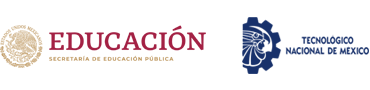 EDUCACIÓN
SECRETARÍA DE EDUCACIÓN PÚBLICA
TECNOLÓGICO
NACIONAL DE MÉXICO